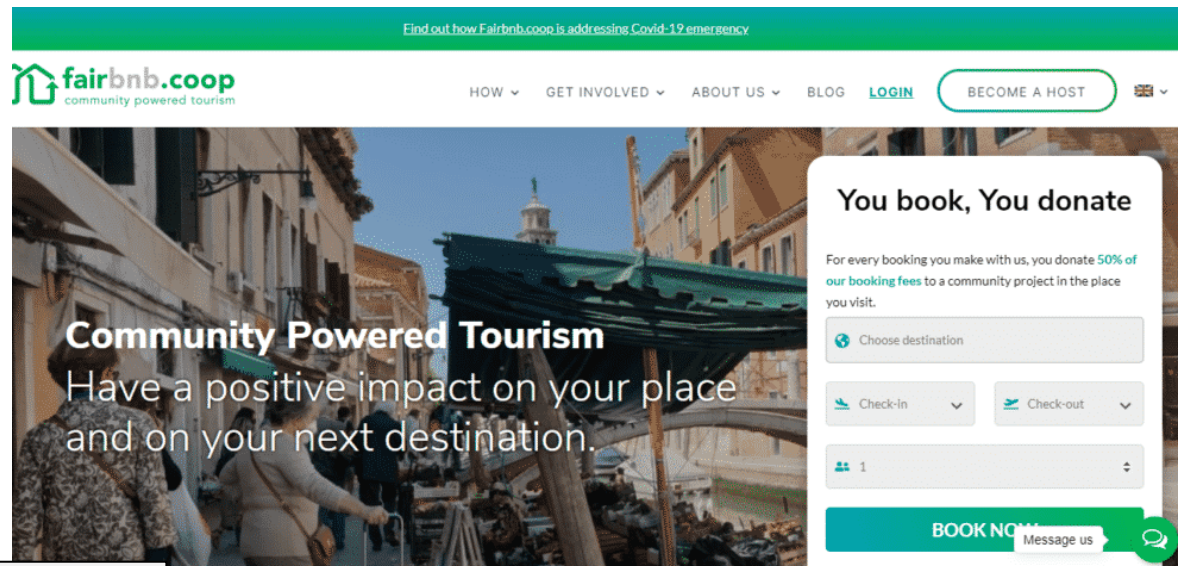 Find out how Fairbnb.coop is addressing Covid-19 emergency
fairbnb.coop
community powered tourism
HOW
GET INVOLVED
ABOUT US
BLOG
LOGIN
BECOME A HOST
Community Powered Tourism
Have a positive impact on your place
and on your next destination.
You book, You donate
For every booking you make with us, you donate 50% of
our booking fees to a community project in the place
you visit.
Choose destination
Check-in
Check-out
1
BOOK
Message us